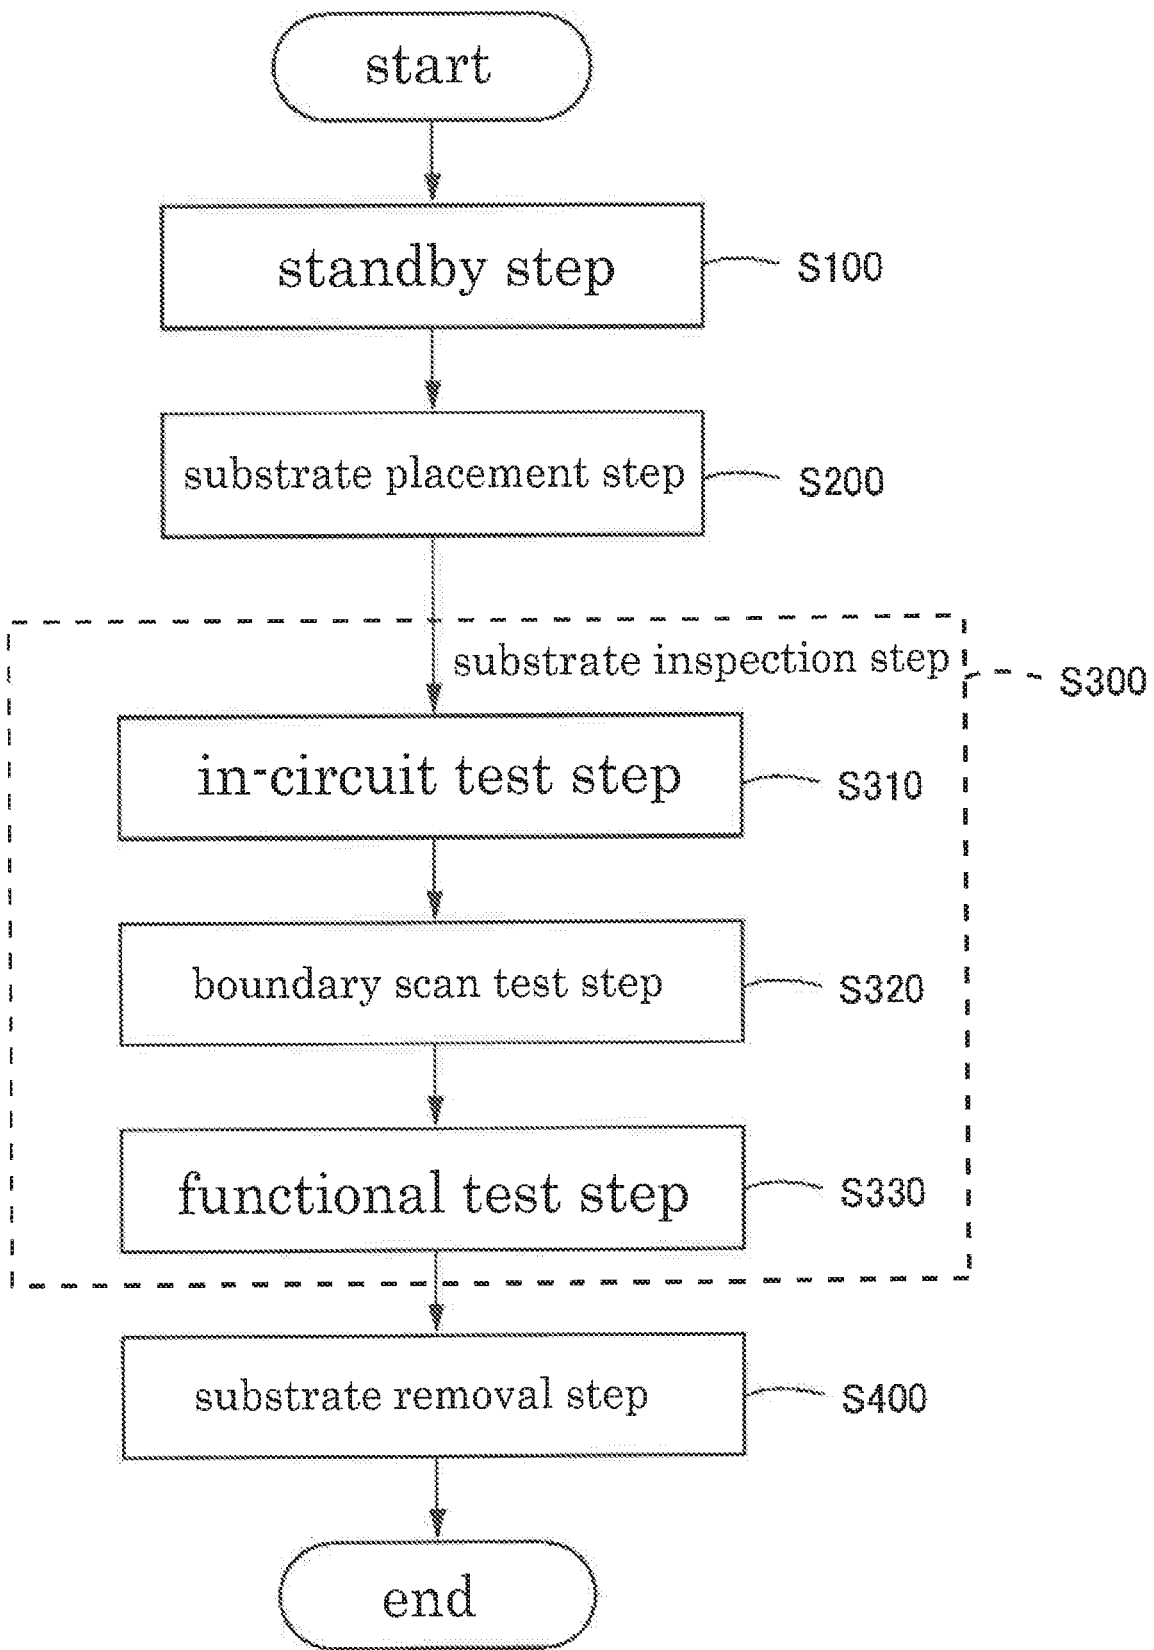 start
standby step
S100
substrate placement step
S200
substrate inspection step
S300
in-circuit test step
S310
boundary scan test step
S320
functional test step
S330
substrate removal step
S400
end